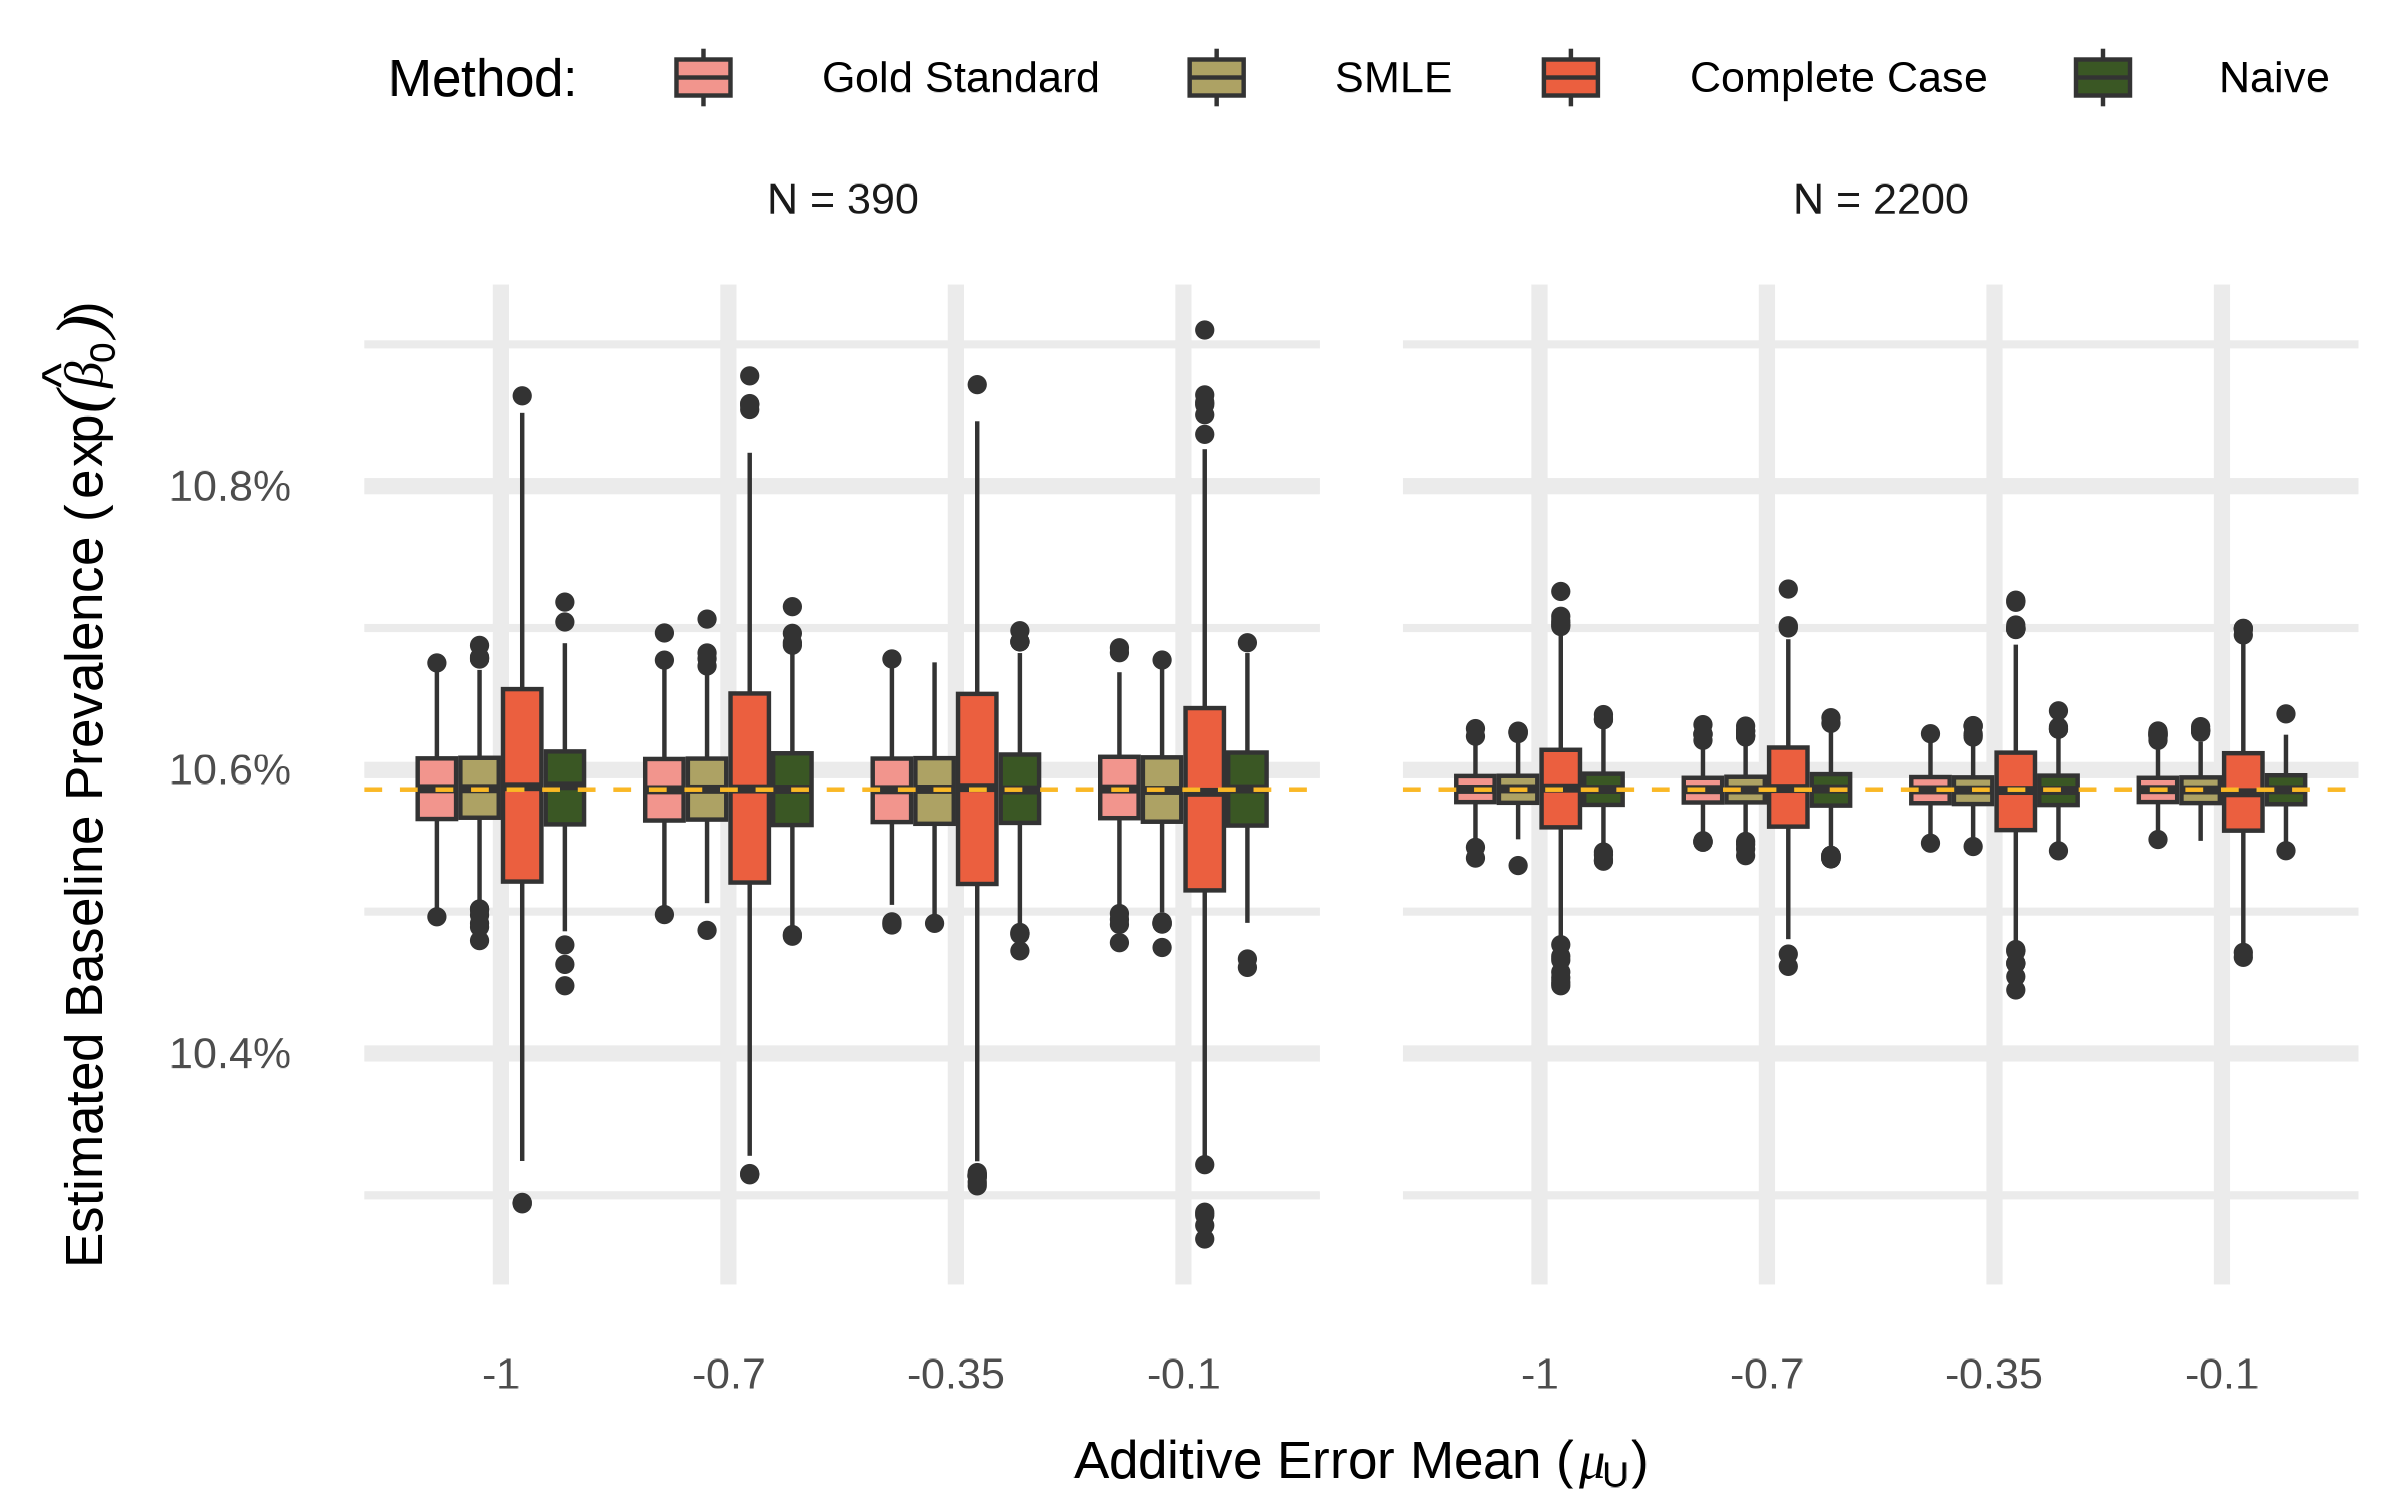 Method: Gold Standard SMLE Complete Case Naive
N = 390 N = 2200
Estimated Baseline Prevalence (exp(β̂₀))
10.8%
10.6%
10.4%
-1 -0.7 -0.35 -0.1 -1 -0.7 -0.35 -0.1
Additive Error Mean (μ_U)